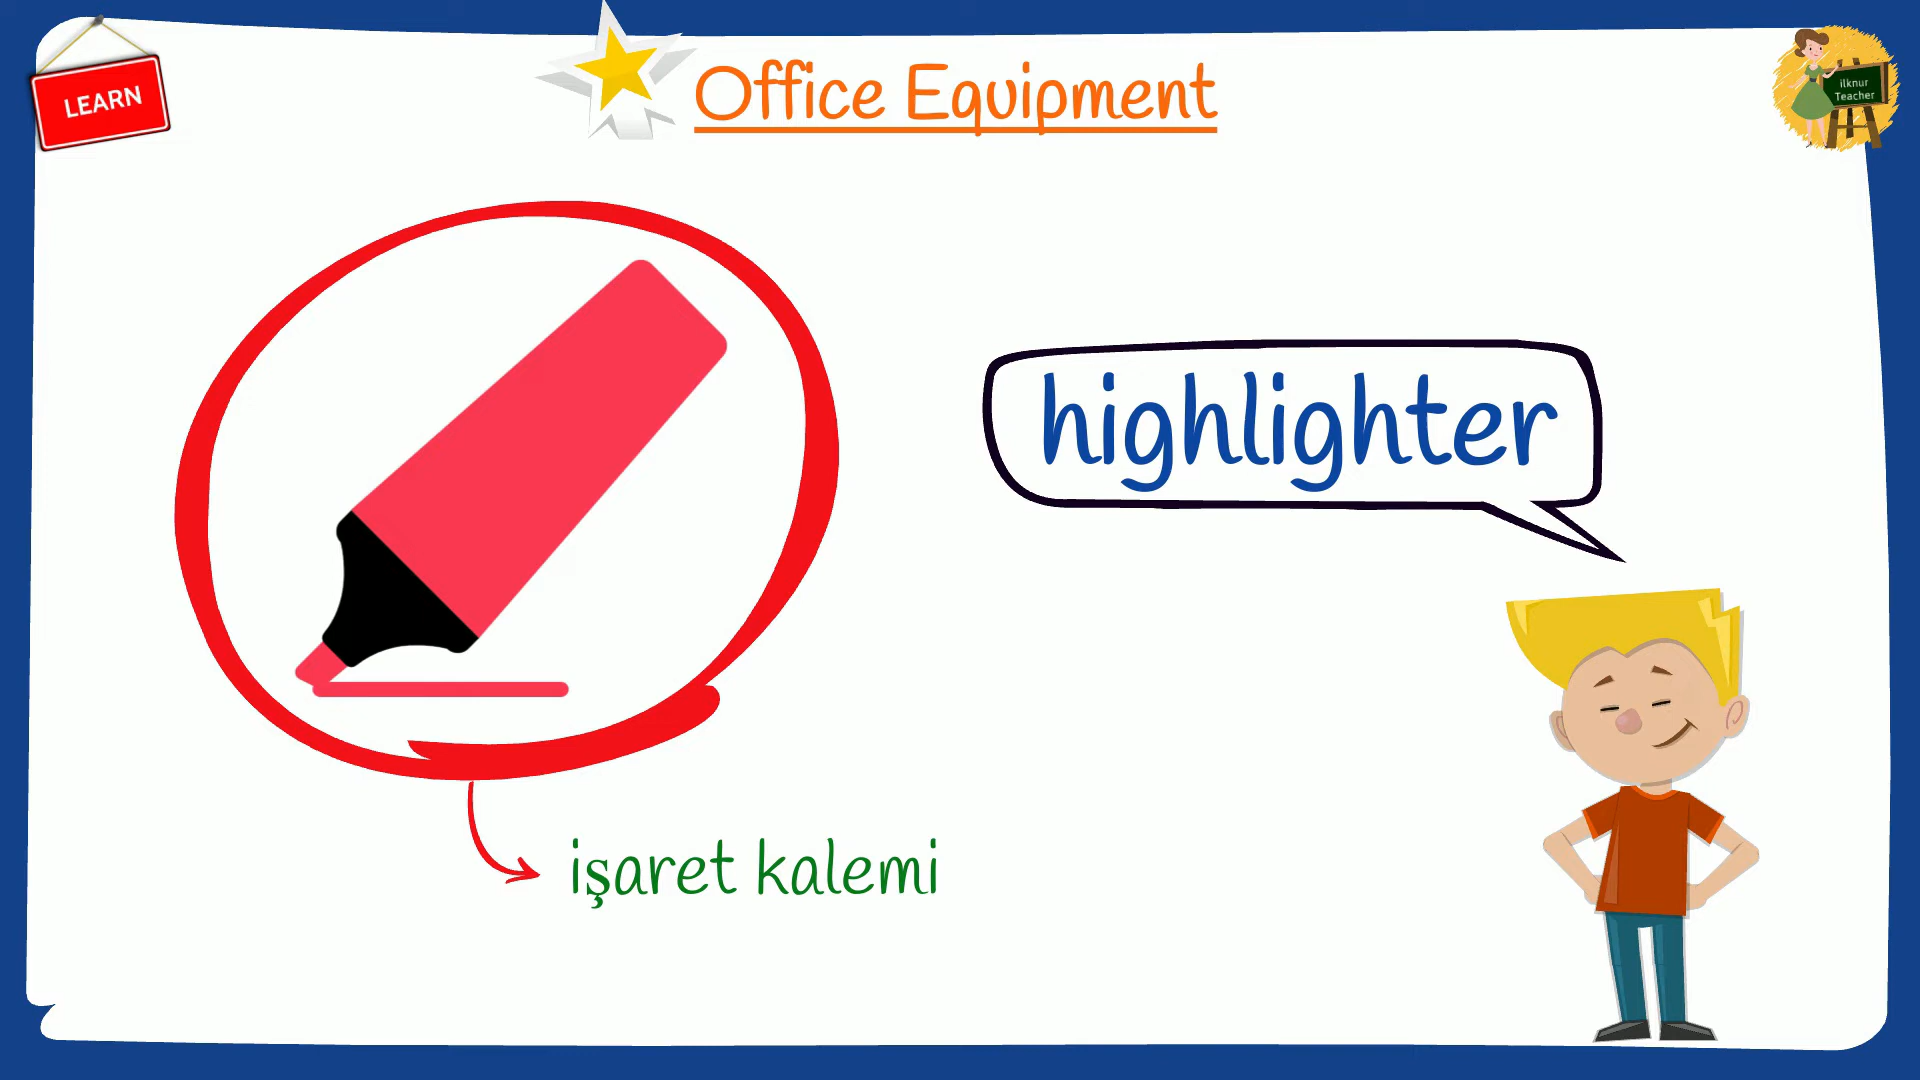 LEARN
Office Equipment
ilknur
Teacher
highlighter
işaret kalemi